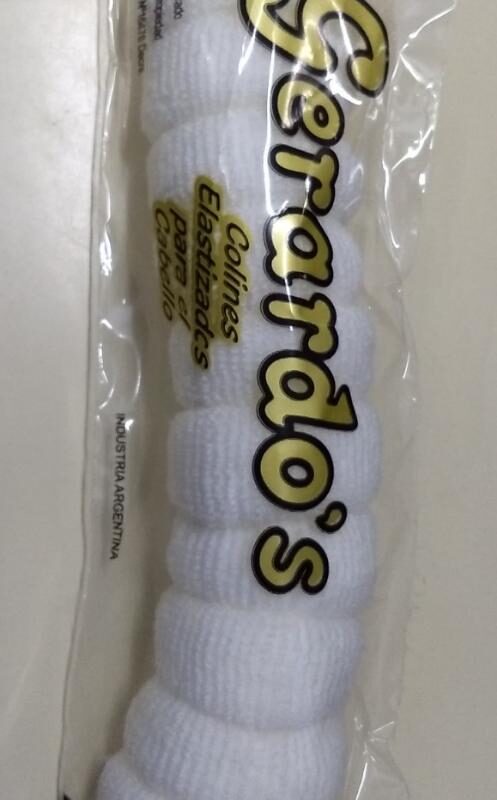 Gerardo's
Colines
Elastizados
para el
Cabello
INDUSTRIA ARGENTINA